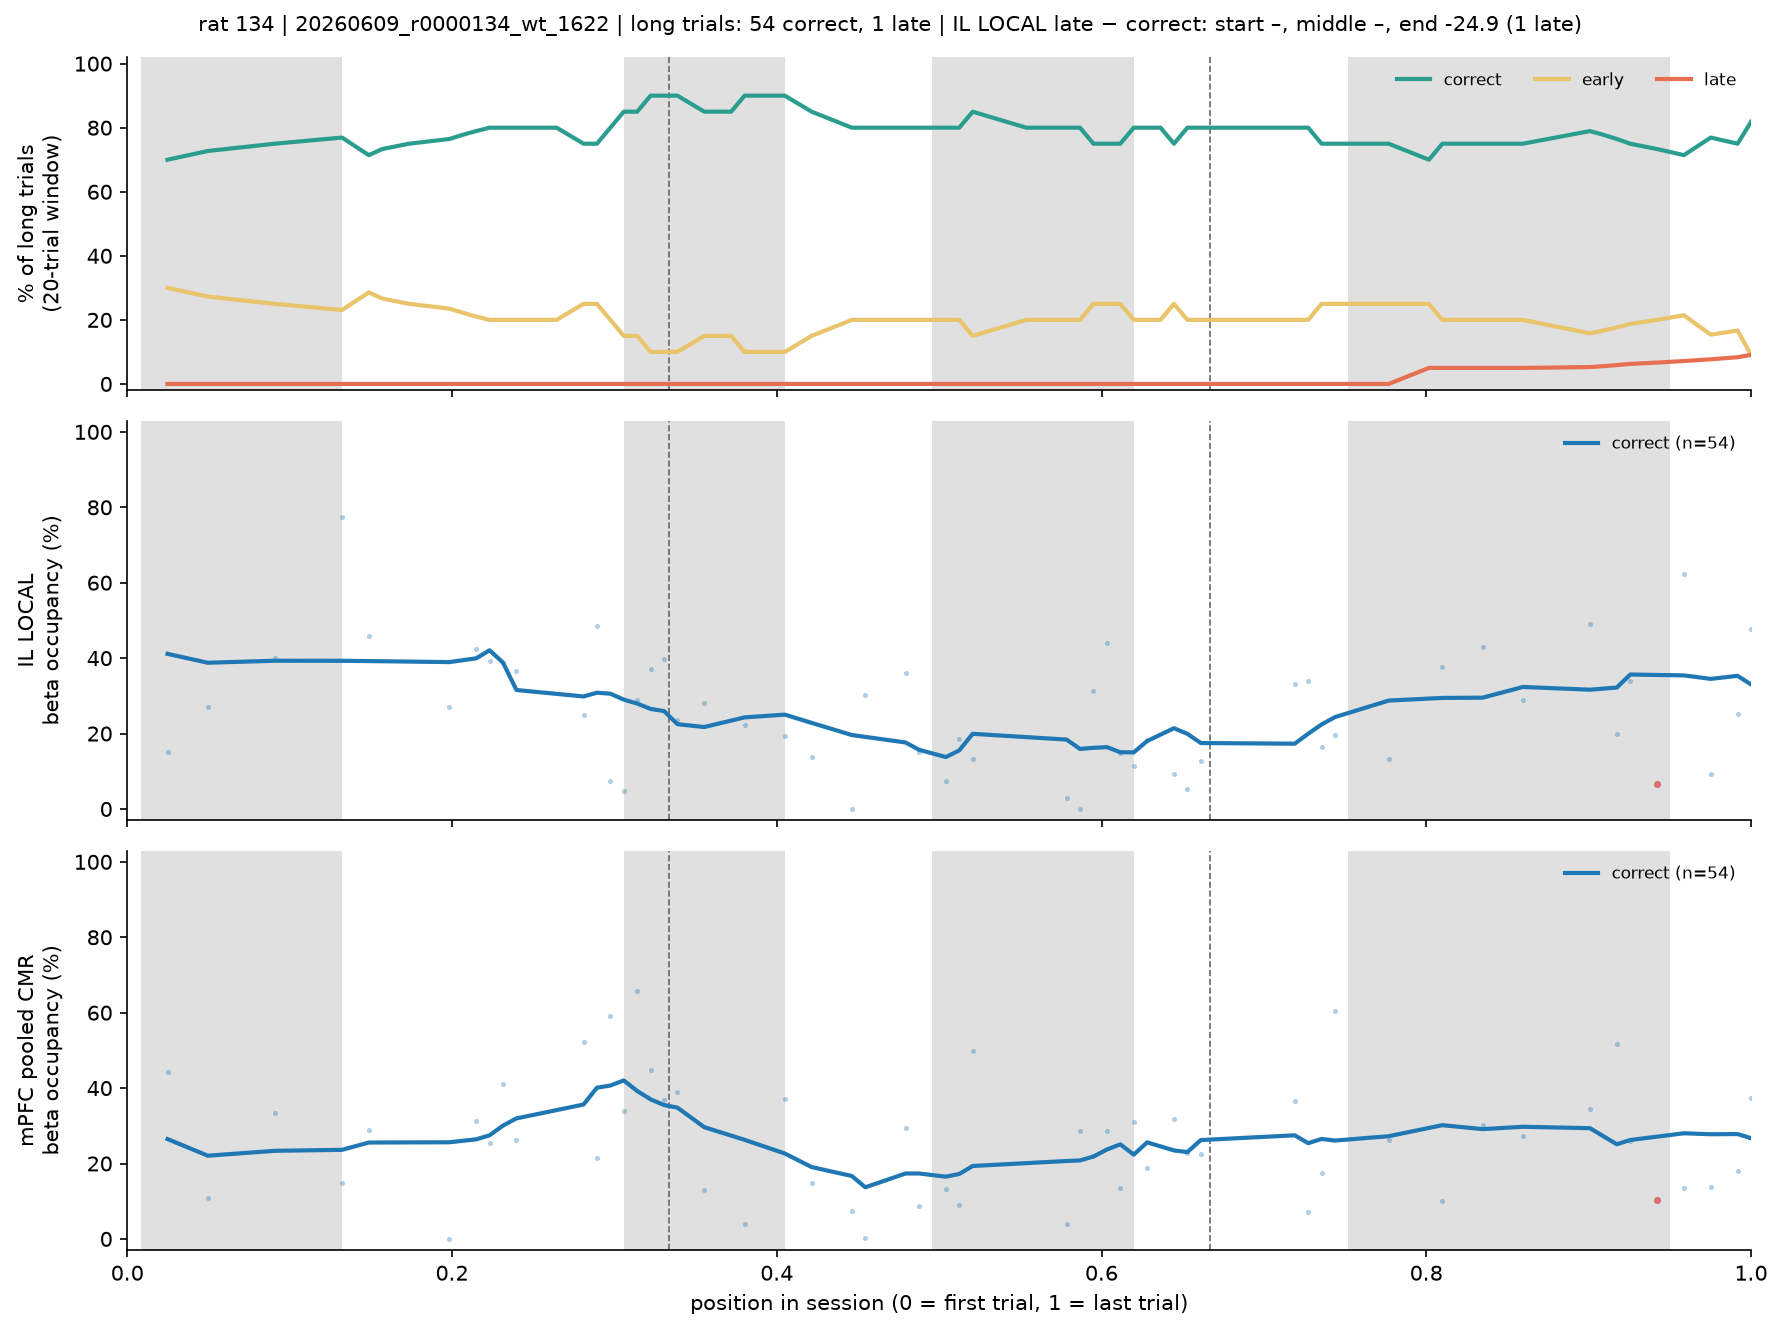 rat 134 | 20260609_r0000134_wt_1622 | long trials: 54 correct, 1 late | IL LOCAL late − correct: start –, middle –, end -24.9 (1 late)
% of long trials
(20-trial window)
100
80
60
40
20
0
correct
early
late
IL LOCAL
beta occupancy (%)
100
80
60
40
20
0
correct (n=54)
mPFC pooled CMR
beta occupancy (%)
100
80
60
40
20
0
correct (n=54)
0.0 0.2 0.4 0.6 0.8 1.0
position in session (0 = first trial, 1 = last trial)